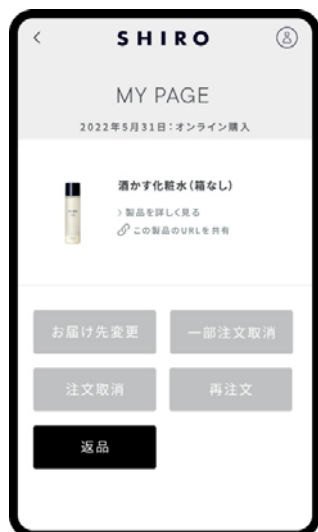 SHIRO
MY PAGE
2022年5月31日：オンライン購入
酒かす化粧水（箱なし）
〉製品を詳しく見る
この製品のURLを共有
お届け先変更
一部注文取消
注文取消
再注文
返品